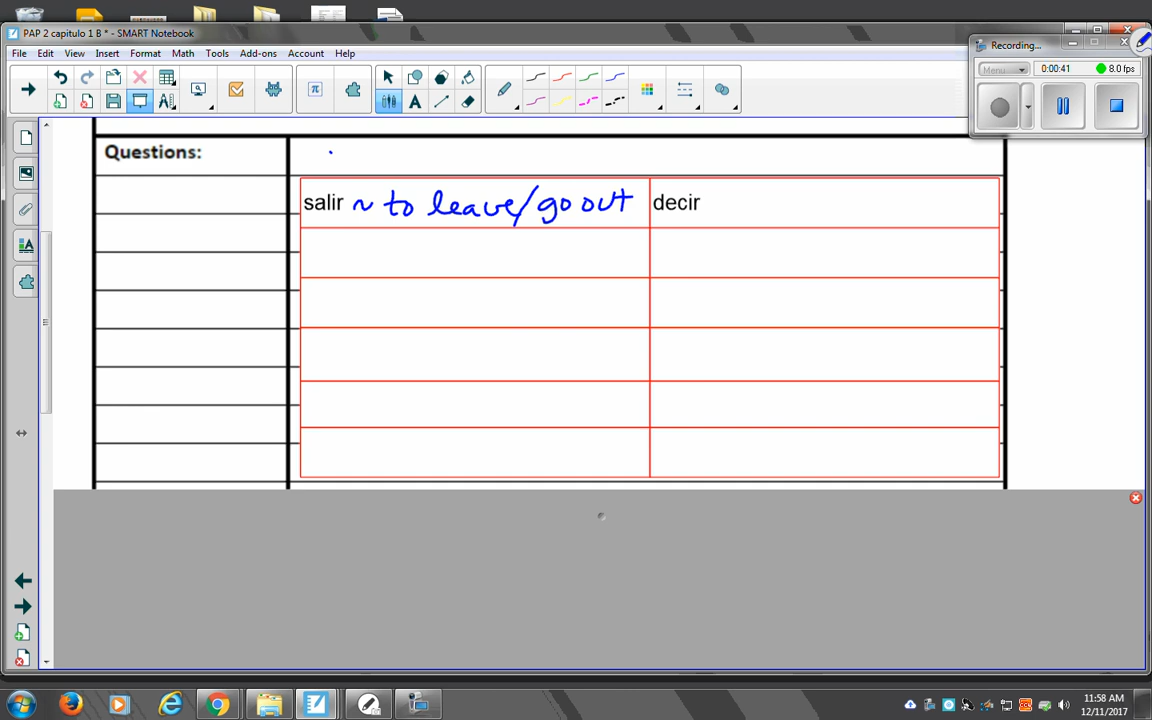 PAP 2 capitulo 1 B * - SMART Notebook
File Edit View Insert Format Math Tools Add-ons Account Help
Recording...
Menu 0:00:41 8.0 fps
Questions:
salir ~ to leave/go out decir
11:58 AM
12/11/2017